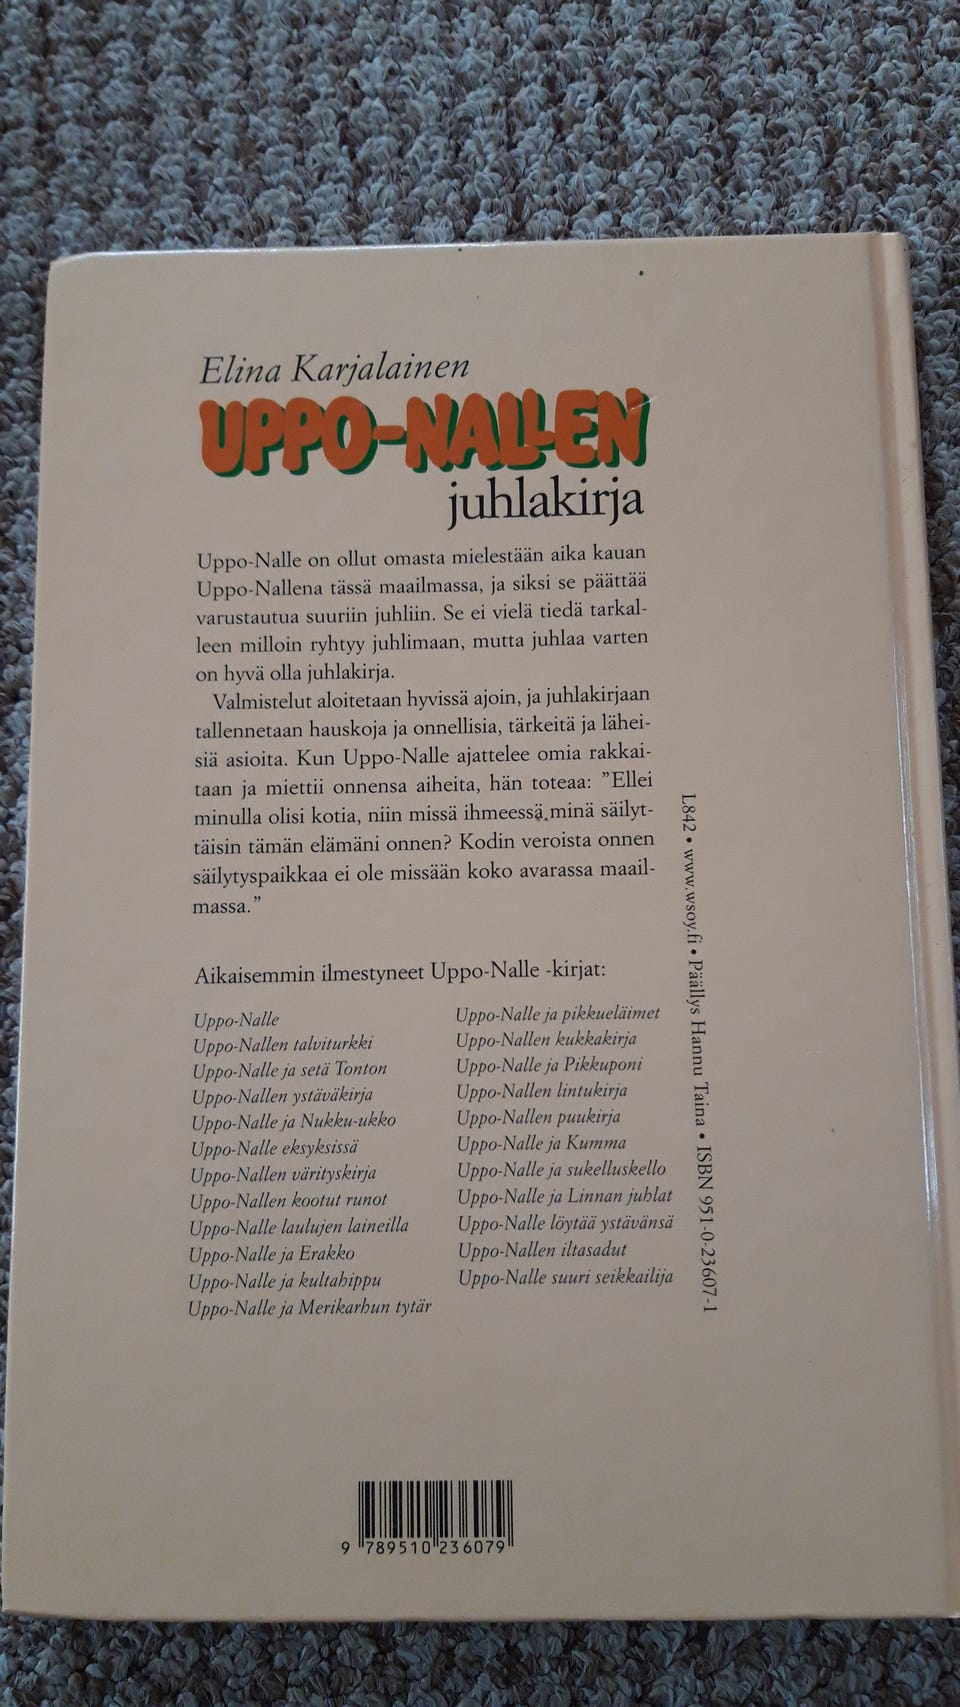 Elina Karjalainen
UPPO-NALLEN
juhlakirja
Uppo-Nalle on ollut omasta mielestään aika kauan
Uppo-Nallena tässä maailmassa, ja siksi se päättää
varustautua suuriin juhliin. Se ei vielä tiedä tarkal-
leen milloin ryhtyy juhlimaan, mutta juhlaa varten
on hyvä olla juhlakirja.
Valmistelut aloitetaan hyvissä ajoin, ja juhlakirjaan
tallennetaan hauskoja ja onnellisia, tärkeitä ja lähei-
siä asioita. Kun Uppo-Nalle ajattelee omia rakkai-
taan ja miettii onnensa aiheita, hän toteaa: ”Ellei
minulla olisi kotia, niin missä ihmeessä minä säilyt-
täisin tämän elämäni onnen? Kodin veroista onnen
säilytyspaikkaa ei ole missään koko avarassa maail-
massa.”
Aikaisemmin ilmestyneet Uppo-Nalle -kirjat:
Uppo-Nalle
Uppo-Nallen talviturkki
Uppo-Nalle ja setä Tonton
Uppo-Nallen ystäväkirja
Uppo-Nalle ja Nukku-ukko
Uppo-Nalle eksyksissä
Uppo-Nallen värityskirja
Uppo-Nallen kootut runot
Uppo-Nalle laulujen laineilla
Uppo-Nalle ja Erakko
Uppo-Nalle ja kultahippu
Uppo-Nalle ja Merikarhun tytär
Uppo-Nalle ja pikkueläimet
Uppo-Nallen kukkakirja
Uppo-Nalle ja Pikkuponi
Uppo-Nallen lintukirja
Uppo-Nallen puukirja
Uppo-Nalle ja Kumma
Uppo-Nalle ja sukelluskello
Uppo-Nalle ja Linnan juhlat
Uppo-Nalle löytää ystävänsä
Uppo-Nallen iltasadut
Uppo-Nalle suuri seikkailija
L842 • www.wsoy.fi • Päällys Hannu Taina • ISBN 951-0-23607-1
9 789510 236079